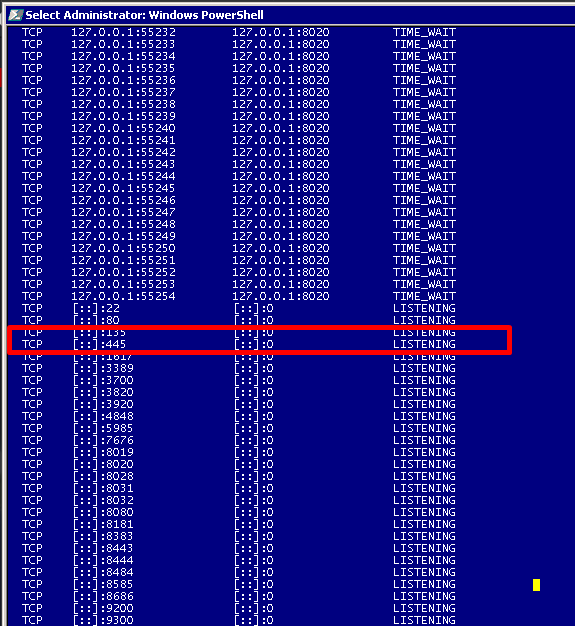 Select Administrator: Windows PowerShell
TCP 127.0.0.1:55232 127.0.0.1:8020 TIME_WAIT
TCP 127.0.0.1:55233 127.0.0.1:8020 TIME_WAIT
TCP 127.0.0.1:55234 127.0.0.1:8020 TIME_WAIT
TCP 127.0.0.1:55235 127.0.0.1:8020 TIME_WAIT
TCP 127.0.0.1:55236 127.0.0.1:8020 TIME_WAIT
TCP 127.0.0.1:55237 127.0.0.1:8020 TIME_WAIT
TCP 127.0.0.1:55238 127.0.0.1:8020 TIME_WAIT
TCP 127.0.0.1:55239 127.0.0.1:8020 TIME_WAIT
TCP 127.0.0.1:55240 127.0.0.1:8020 TIME_WAIT
TCP 127.0.0.1:55241 127.0.0.1:8020 TIME_WAIT
TCP 127.0.0.1:55242 127.0.0.1:8020 TIME_WAIT
TCP 127.0.0.1:55243 127.0.0.1:8020 TIME_WAIT
TCP 127.0.0.1:55244 127.0.0.1:8020 TIME_WAIT
TCP 127.0.0.1:55245 127.0.0.1:8020 TIME_WAIT
TCP 127.0.0.1:55246 127.0.0.1:8020 TIME_WAIT
TCP 127.0.0.1:55247 127.0.0.1:8020 TIME_WAIT
TCP 127.0.0.1:55248 127.0.0.1:8020 TIME_WAIT
TCP 127.0.0.1:55249 127.0.0.1:8020 TIME_WAIT
TCP 127.0.0.1:55250 127.0.0.1:8020 TIME_WAIT
TCP 127.0.0.1:55251 127.0.0.1:8020 TIME_WAIT
TCP 127.0.0.1:55252 127.0.0.1:8020 TIME_WAIT
TCP 127.0.0.1:55253 127.0.0.1:8020 TIME_WAIT
TCP 127.0.0.1:55254 127.0.0.1:8020 TIME_WAIT
TCP [::]:22 [::]:0 LISTENING
TCP [::]:80 [::]:0 LISTENING
TCP [::]:135 [::]:0 LISTENING
TCP [::]:445 [::]:0 LISTENING
TCP [::]:1617 [::]:0 LISTENING
TCP [::]:3389 [::]:0 LISTENING
TCP [::]:3700 [::]:0 LISTENING
TCP [::]:3820 [::]:0 LISTENING
TCP [::]:3920 [::]:0 LISTENING
TCP [::]:4848 [::]:0 LISTENING
TCP [::]:5985 [::]:0 LISTENING
TCP [::]:7676 [::]:0 LISTENING
TCP [::]:8019 [::]:0 LISTENING
TCP [::]:8020 [::]:0 LISTENING
TCP [::]:8028 [::]:0 LISTENING
TCP [::]:8031 [::]:0 LISTENING
TCP [::]:8032 [::]:0 LISTENING
TCP [::]:8080 [::]:0 LISTENING
TCP [::]:8181 [::]:0 LISTENING
TCP [::]:8383 [::]:0 LISTENING
TCP [::]:8443 [::]:0 LISTENING
TCP [::]:8444 [::]:0 LISTENING
TCP [::]:8484 [::]:0 LISTENING
TCP [::]:8585 [::]:0 LISTENING
TCP [::]:8686 [::]:0 LISTENING
TCP [::]:9200 [::]:0 LISTENING
TCP [::]:9300 [::]:0 LISTENING